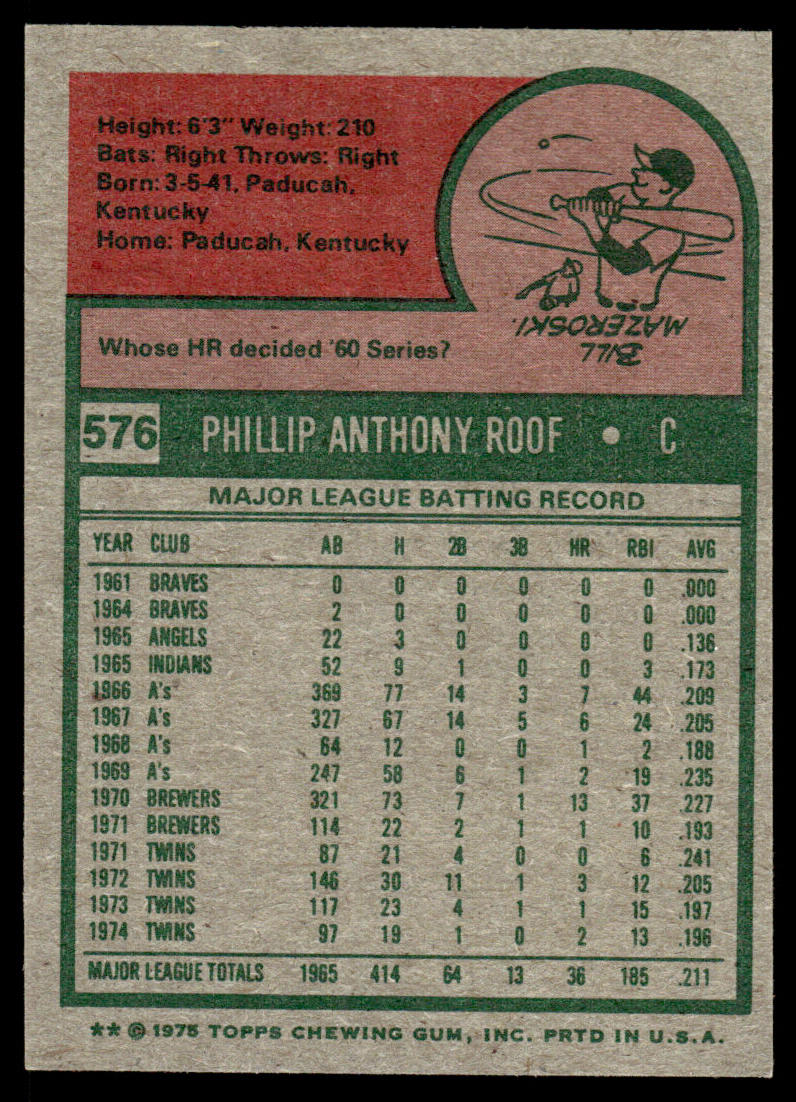 Height: 6'3" Weight: 210
Bats: Right Throws: Right
Born: 3-5-41, Paducah,
Kentucky
Home: Paducah, Kentucky
Whose HR decided '60 Series?
BILL
MAZEROSKI.
576 PHILLIP ANTHONY ROOF • C
MAJOR LEAGUE BATTING RECORD
YEAR CLUB AB H 2B 3B HR RBI AVG
1961 BRAVES 0 0 0 0 0 0 .000
1964 BRAVES 2 0 0 0 0 0 .000
1965 ANGELS 22 3 0 0 0 0 .136
1965 INDIANS 52 9 1 0 0 3 .173
1966 A's 369 77 14 3 7 44 .209
1967 A's 327 67 14 5 6 24 .205
1968 A's 64 12 0 0 1 2 .188
1969 A's 247 58 6 1 2 19 .235
1970 BREWERS 321 73 7 1 13 37 .227
1971 BREWERS 114 22 2 1 1 10 .193
1971 TWINS 87 21 4 0 0 6 .241
1972 TWINS 146 30 11 1 3 12 .205
1973 TWINS 117 23 4 1 1 15 .197
1974 TWINS 97 19 1 0 2 13 .196
MAJOR LEAGUE TOTALS 1965 414 64 13 36 185 .211
** © 1975 TOPPS CHEWING GUM, INC. PRTD IN U.S.A.